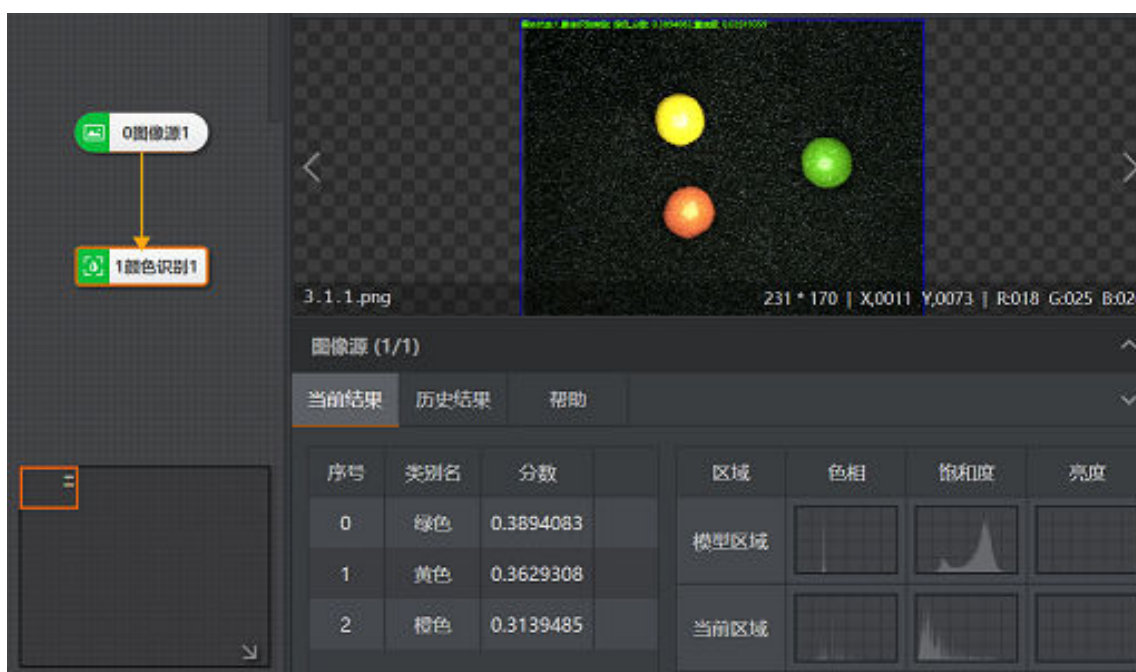 0图像源1
1颜色识别1
3.1.1.png
231 * 170 | X,0011 Y,0073 | R:018 G:025 B:02
图像源 (1/1)
当前结果 历史结果 帮助
序号 类别名 分数
0 绿色 0.3894083
1 黄色 0.3629308
2 橙色 0.3139485
区域 色相 饱和度 亮度
模型区域
当前区域